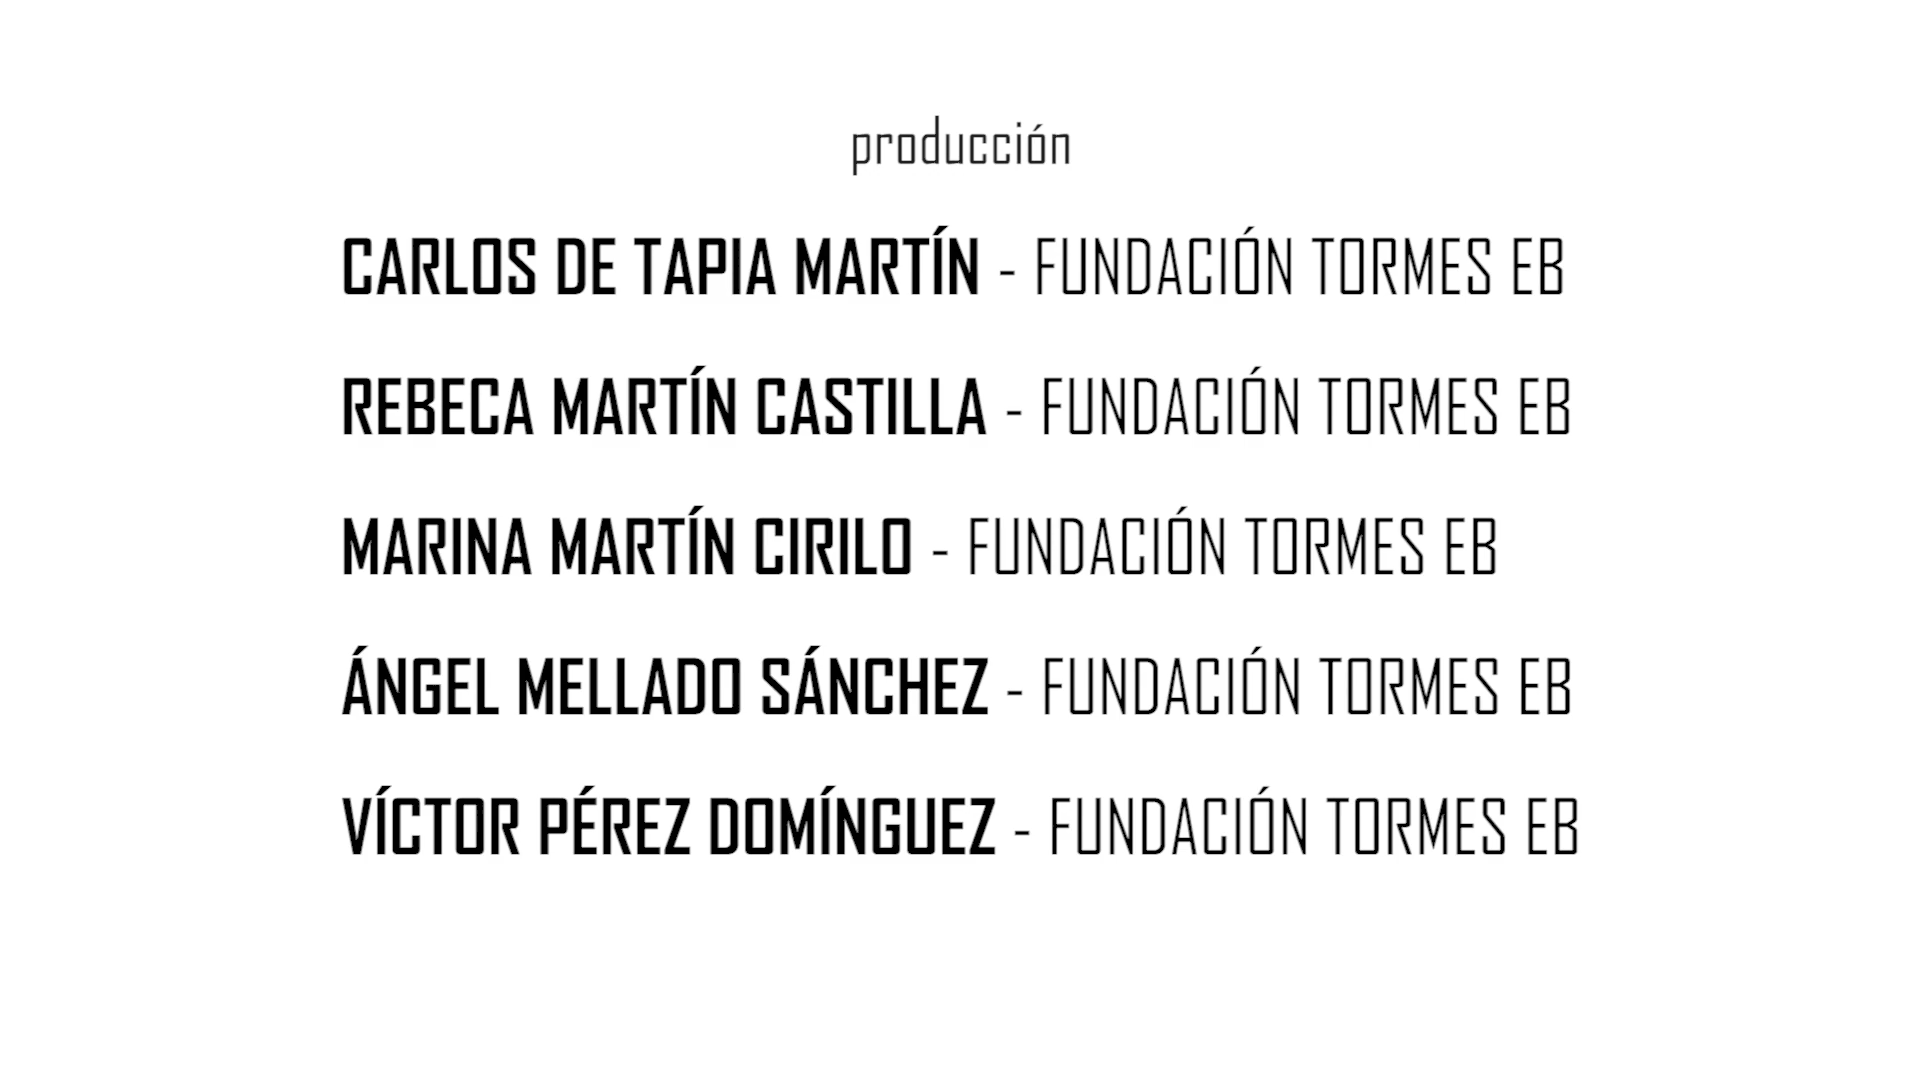 producción
CARLOS DE TAPIA MARTÍN - FUNDACIÓN TORMES EB
REBECA MARTÍN CASTILLA - FUNDACIÓN TORMES EB
MARINA MARTÍN CIRILO - FUNDACIÓN TORMES EB
ÁNGEL MELLADO SÁNCHEZ - FUNDACIÓN TORMES EB
VÍCTOR PÉREZ DOMÍNGUEZ - FUNDACIÓN TORMES EB